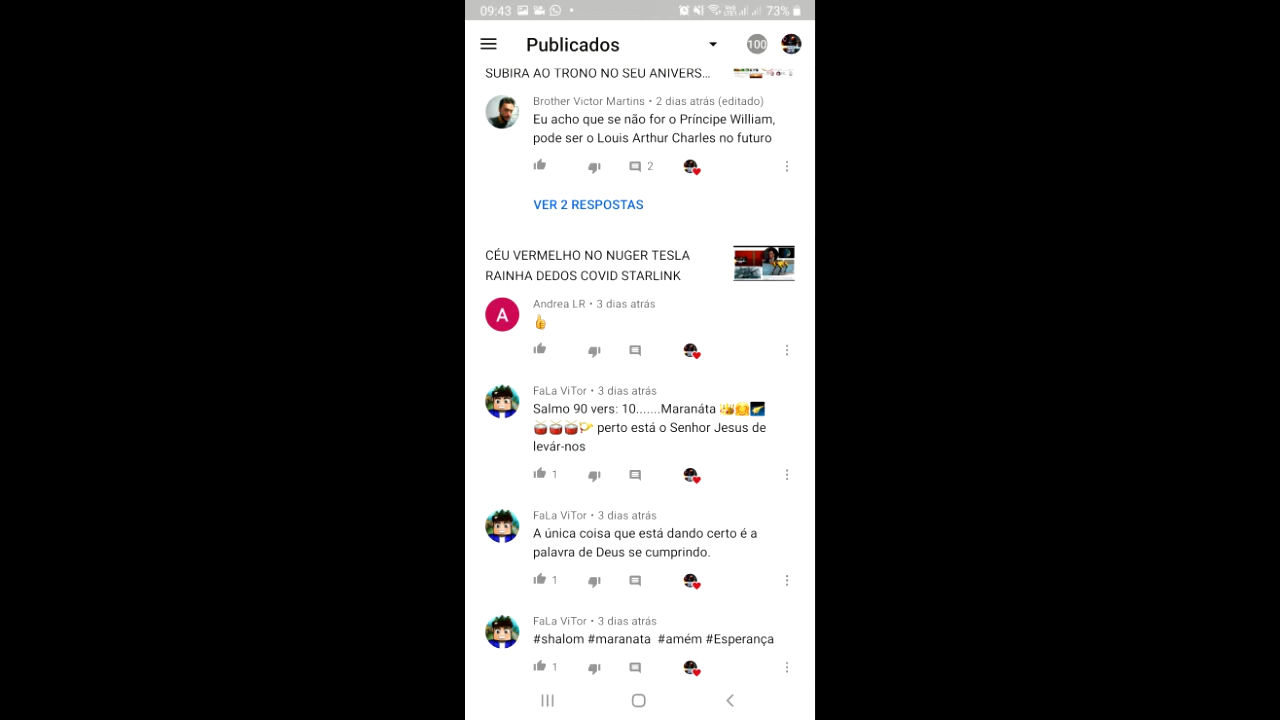 09:43 73%
Publicados 100
SUBIRA AO TRONO NO SEU ANIVERS...
Brother Victor Martins • 2 dias atrás (editado)
Eu acho que se não for o Príncipe William,
pode ser o Louis Arthur Charles no futuro
2
VER 2 RESPOSTAS
CÉU VERMELHO NO NUGER TESLA
RAINHA DEDOS COVID STARLINK
A
Andrea LR • 3 dias atrás
👍
FaLa ViTor • 3 dias atrás
Salmo 90 vers: 10.......Maranáta
perto está o Senhor Jesus de
levár-nos
1
FaLa ViTor • 3 dias atrás
A única coisa que está dando certo é a
palavra de Deus se cumprindo.
1
FaLa ViTor • 3 dias atrás
#shalom #maranata #amém #Esperança
1